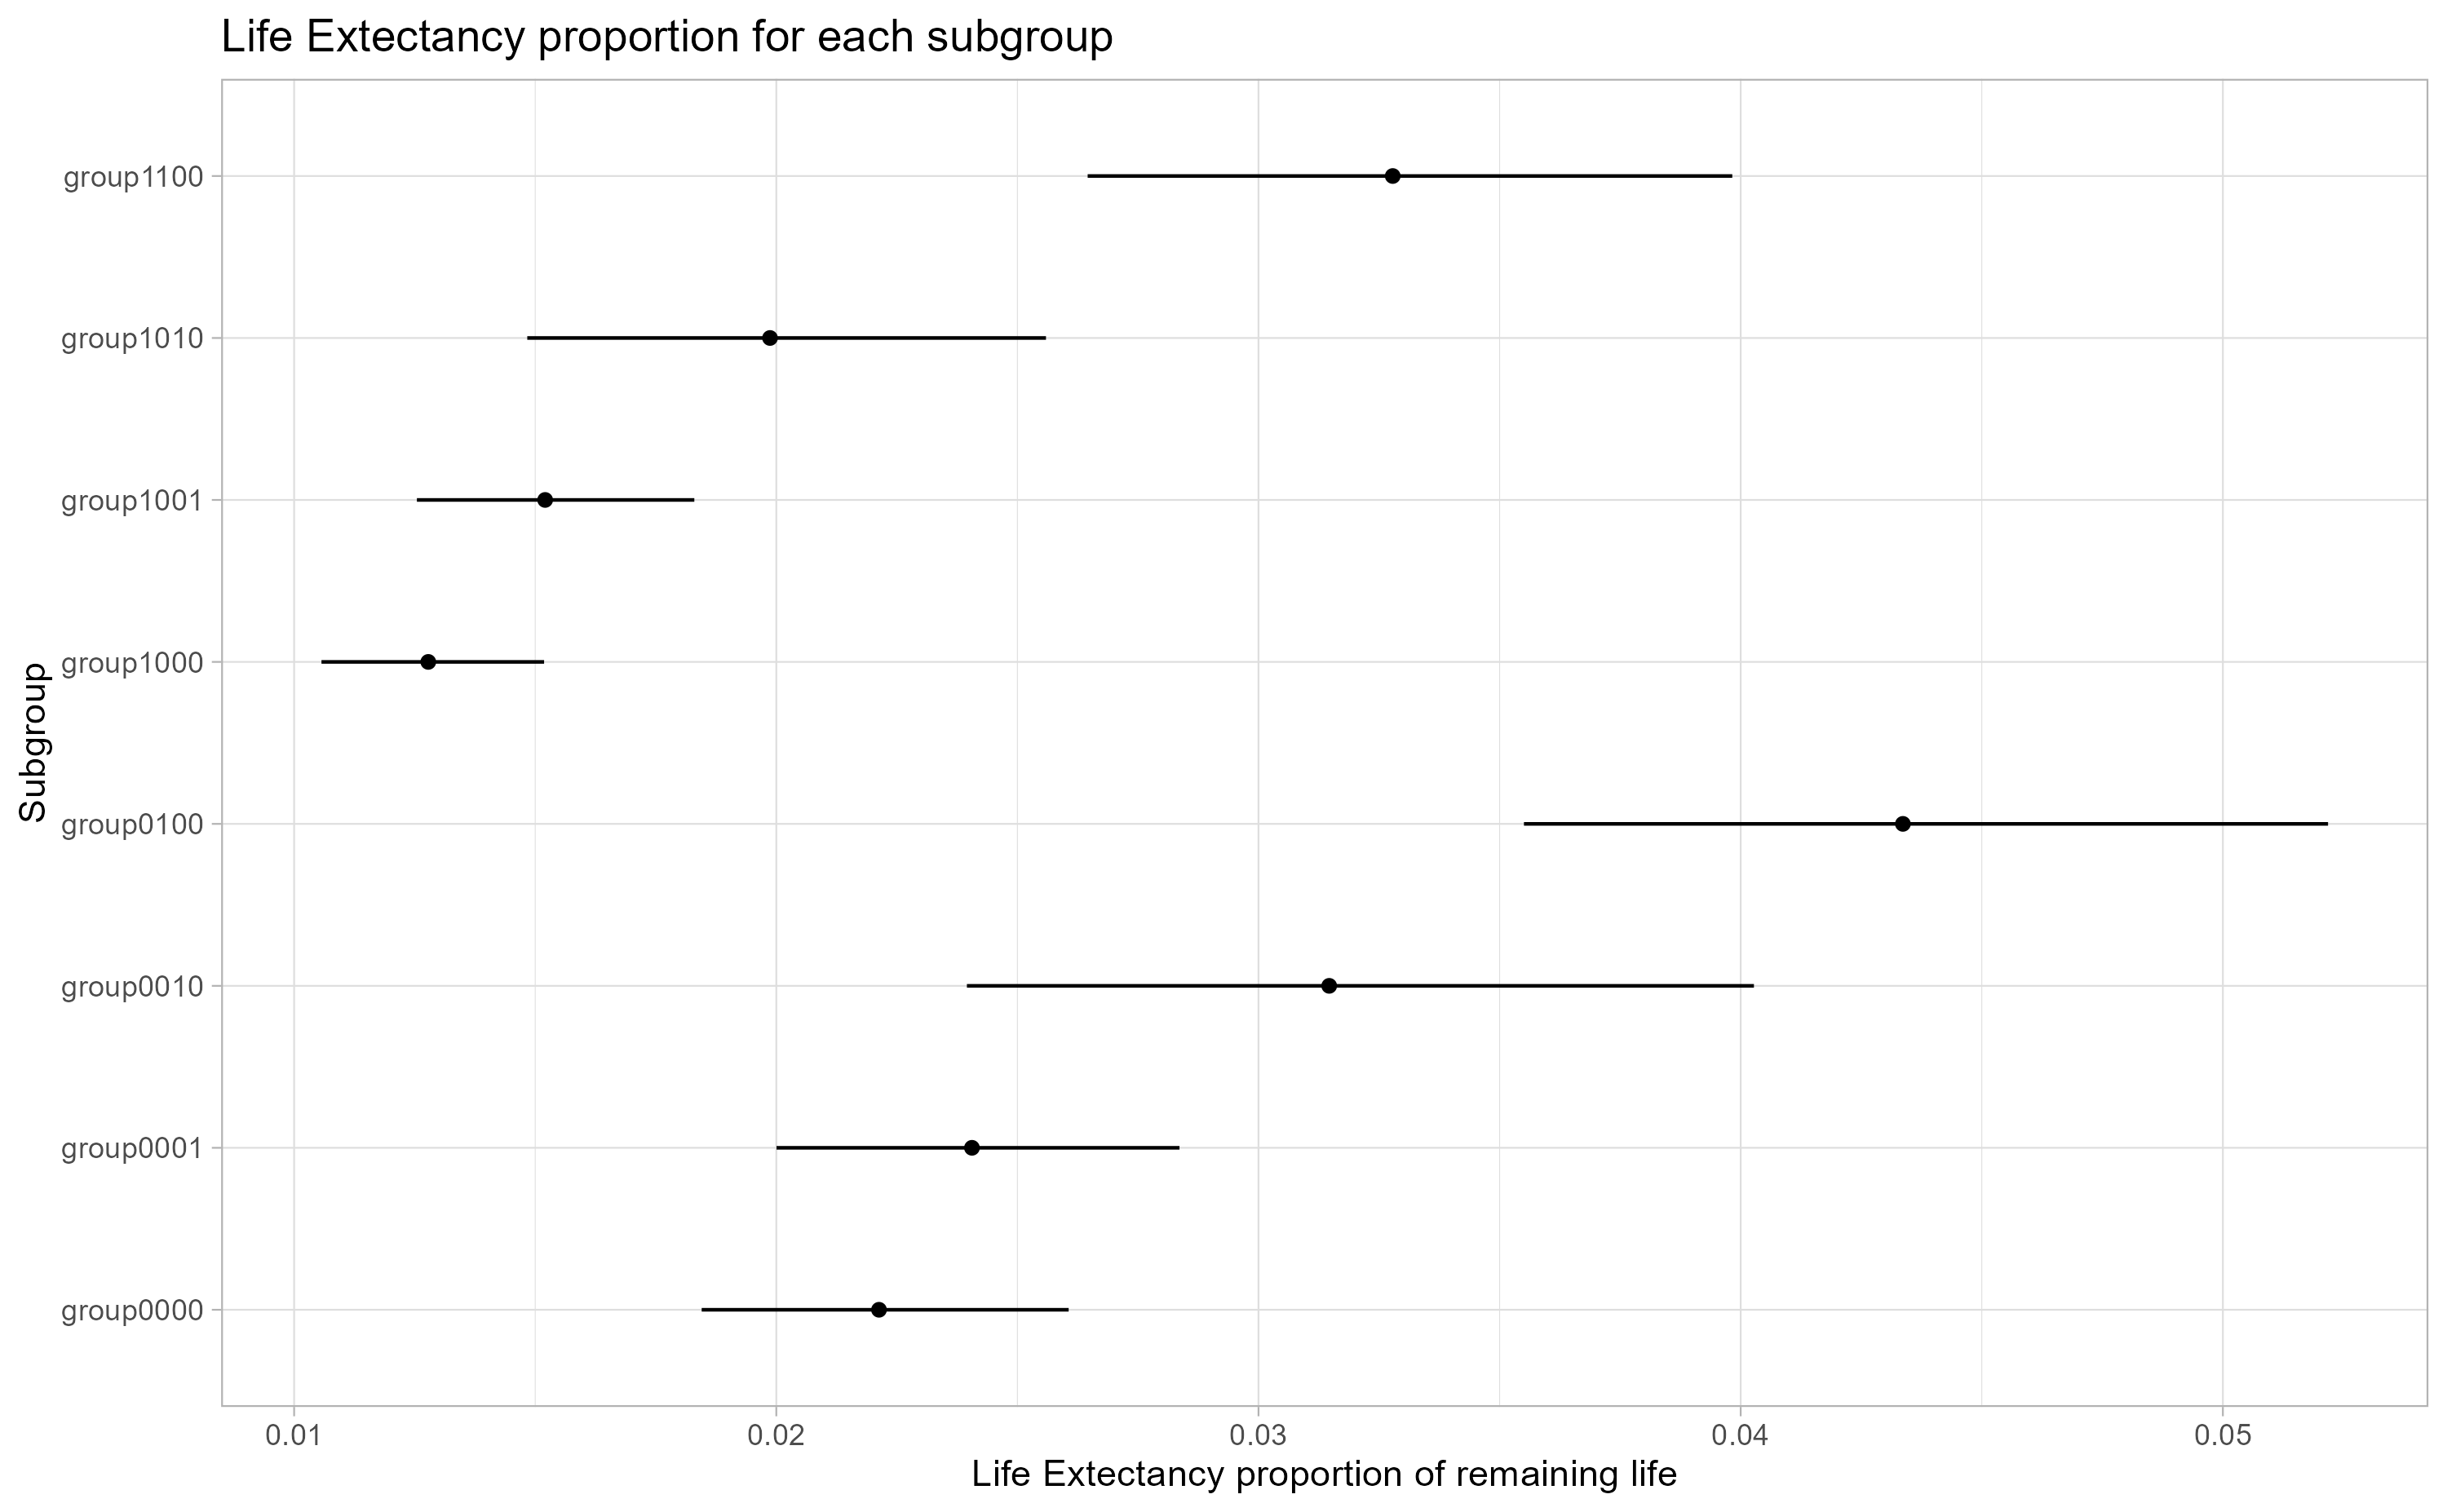 Life Extectancy proportion for each subgroup
group1100
group1010
group1001
group1000
Subgroup
group0100
group0010
group0001
group0000
0.01 0.02 0.03 0.04 0.05
Life Extectancy proportion of remaining life